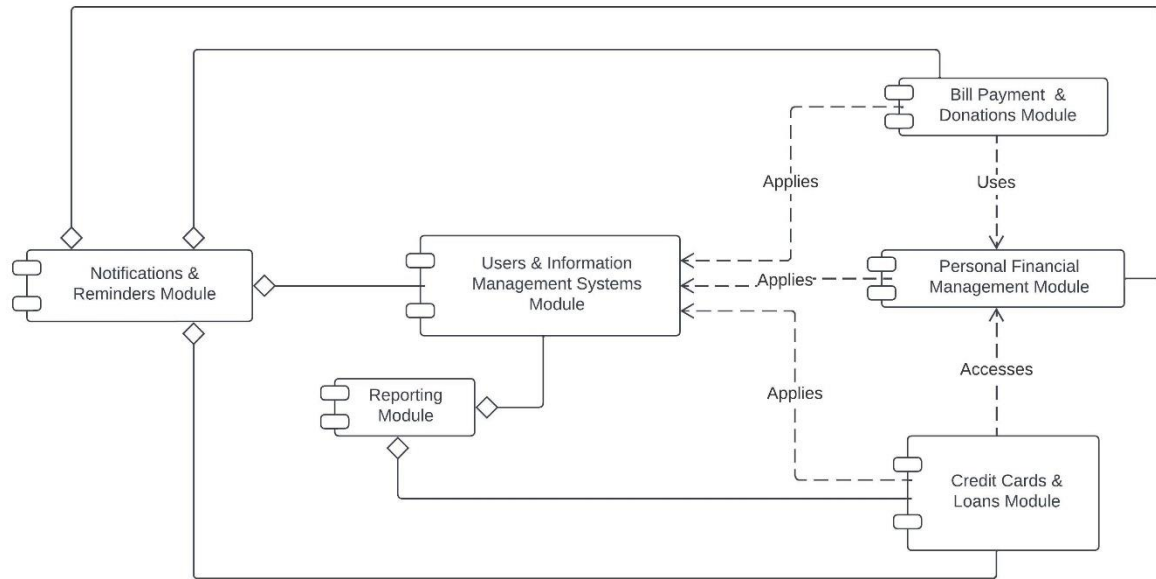 Bill Payment &
Donations Module
Applies
Uses
Notifications &
Reminders Module
Users & Information
Management Systems
Module
Applies
Personal Financial
Management Module
Accesses
Reporting
Module
Applies
Credit Cards &
Loans Module